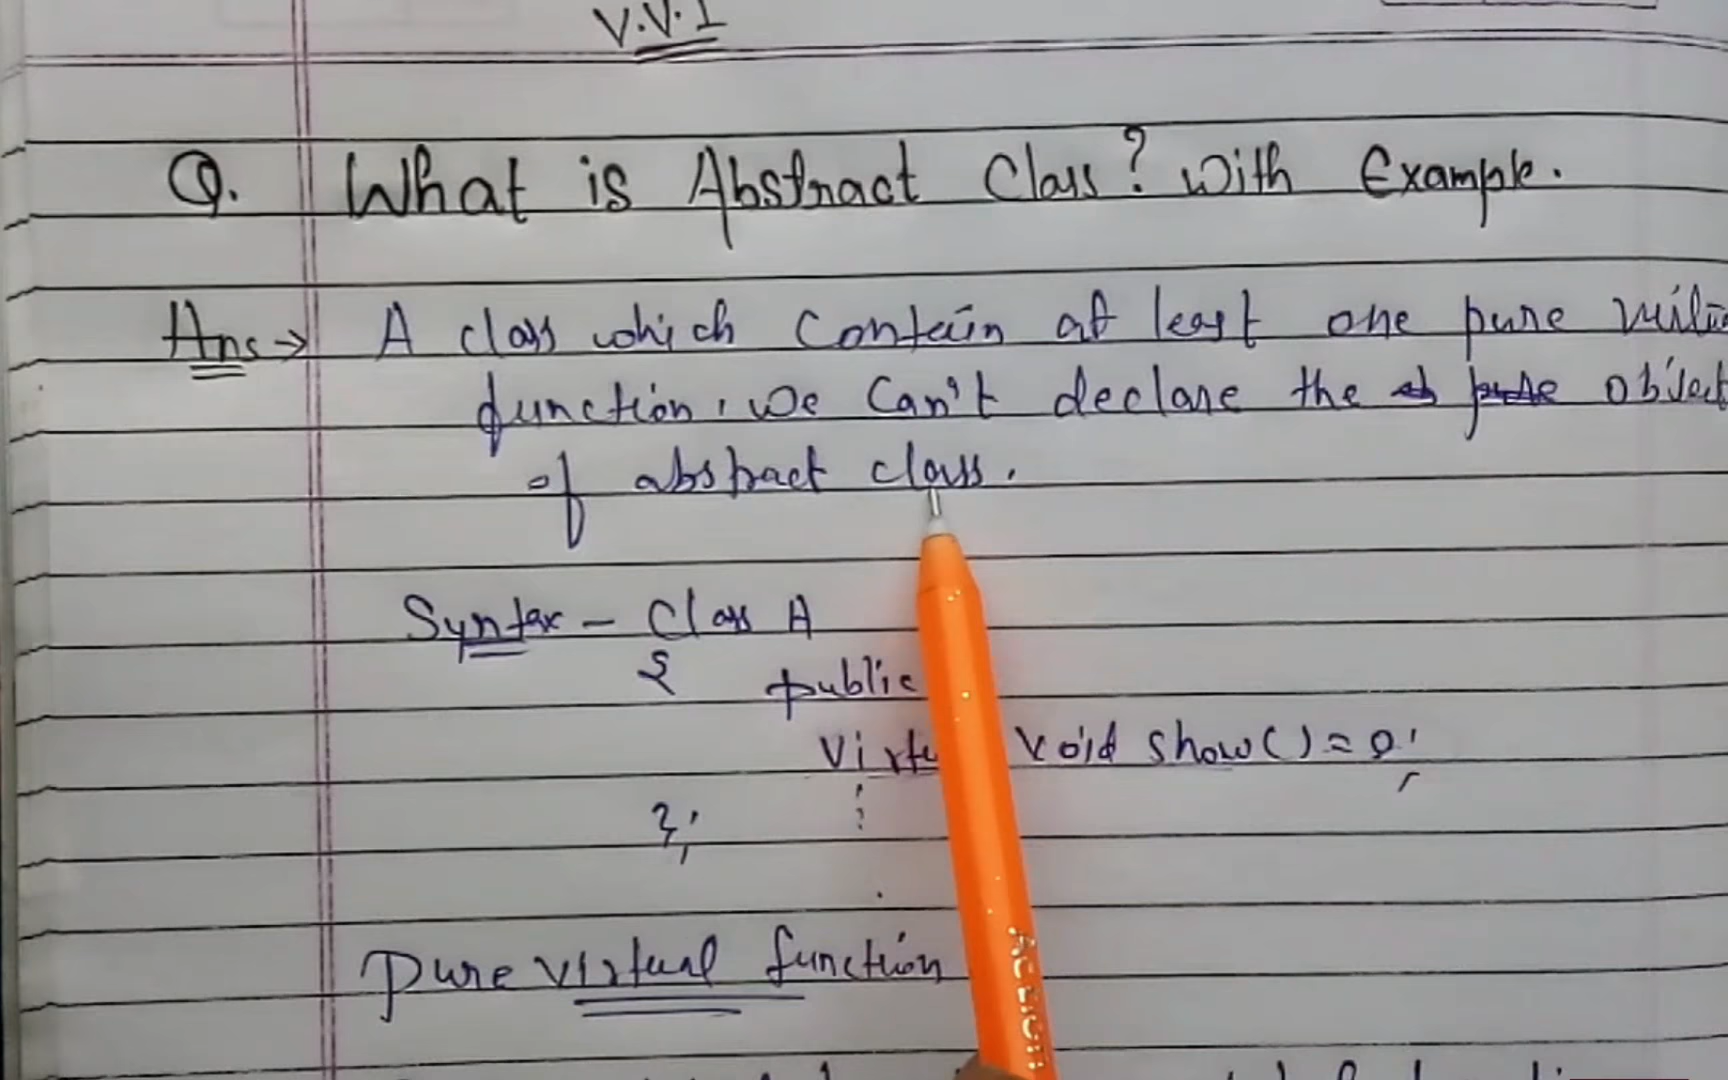 V.V.I
Q. What is Abstract Class? With Example.
Ans → A class which contain at least one pure
function, we can't declare the object
of abstract class.
Syntax - Class A
{ public
void show() = 0;
};
Pure virtual function
ACTION